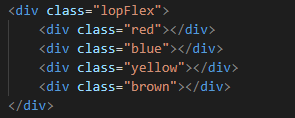 <div class="lopFlex">
    <div class="red"></div>
    <div class="blue"></div>
    <div class="yellow"></div>
    <div class="brown"></div>
</div>